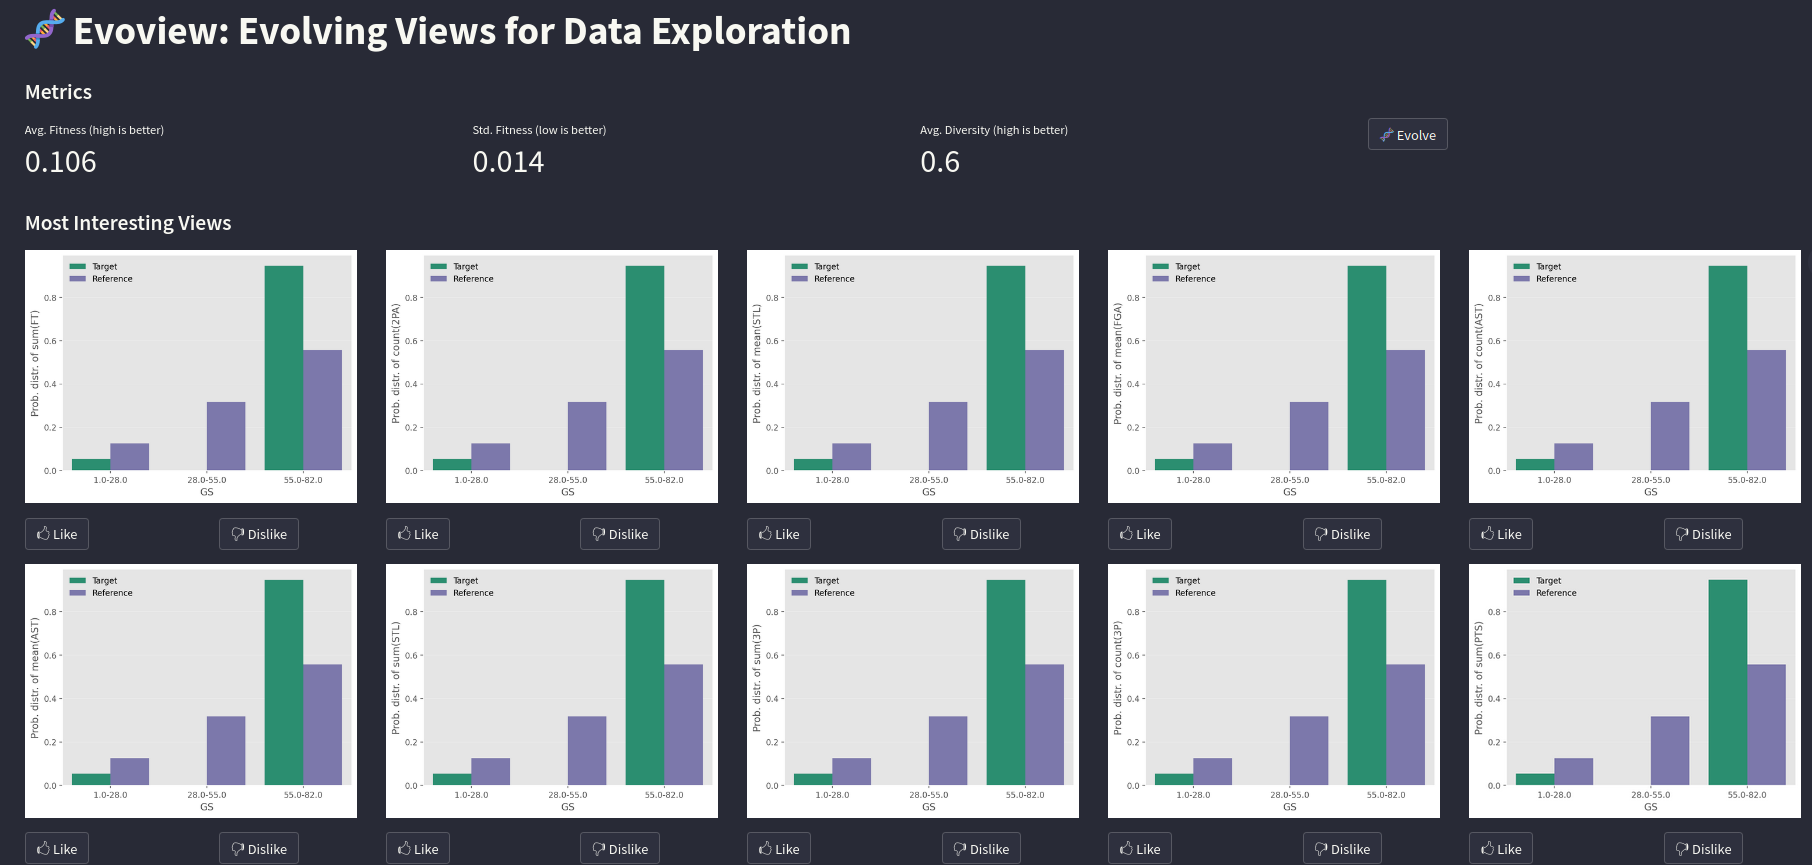 Evoview: Evolving Views for Data Exploration
Metrics
Avg. Fitness (high is better)
0.106
Std. Fitness (low is better)
0.014
Avg. Diversity (high is better)
0.6
Evolve
Most Interesting Views
Target
Reference
Prob. distr. of sum(FT)
0.8
0.6
0.4
0.2
0.0
1.0-28.0 28.0-55.0 55.0-82.0
GS
Like Dislike
Target
Reference
Prob. distr. of count(2PA)
0.8
0.6
0.4
0.2
0.0
1.0-28.0 28.0-55.0 55.0-82.0
GS
Like Dislike
Target
Reference
Prob. distr. of mean(STL)
0.8
0.6
0.4
0.2
0.0
1.0-28.0 28.0-55.0 55.0-82.0
GS
Like Dislike
Target
Reference
Prob. distr. of mean(FGA)
0.8
0.6
0.4
0.2
0.0
1.0-28.0 28.0-55.0 55.0-82.0
GS
Like Dislike
Target
Reference
Prob. distr. of count(AST)
0.8
0.6
0.4
0.2
0.0
1.0-28.0 28.0-55.0 55.0-82.0
GS
Like Dislike
Target
Reference
Prob. distr. of mean(AST)
0.8
0.6
0.4
0.2
0.0
1.0-28.0 28.0-55.0 55.0-82.0
GS
Like Dislike
Target
Reference
Prob. distr. of sum(STL)
0.8
0.6
0.4
0.2
0.0
1.0-28.0 28.0-55.0 55.0-82.0
GS
Like Dislike
Target
Reference
Prob. distr. of sum(3P)
0.8
0.6
0.4
0.2
0.0
1.0-28.0 28.0-55.0 55.0-82.0
GS
Like Dislike
Target
Reference
Prob. distr. of count(3P)
0.8
0.6
0.4
0.2
0.0
1.0-28.0 28.0-55.0 55.0-82.0
GS
Like Dislike
Target
Reference
Prob. distr. of sum(PTS)
0.8
0.6
0.4
0.2
0.0
1.0-28.0 28.0-55.0 55.0-82.0
GS
Like Dislike